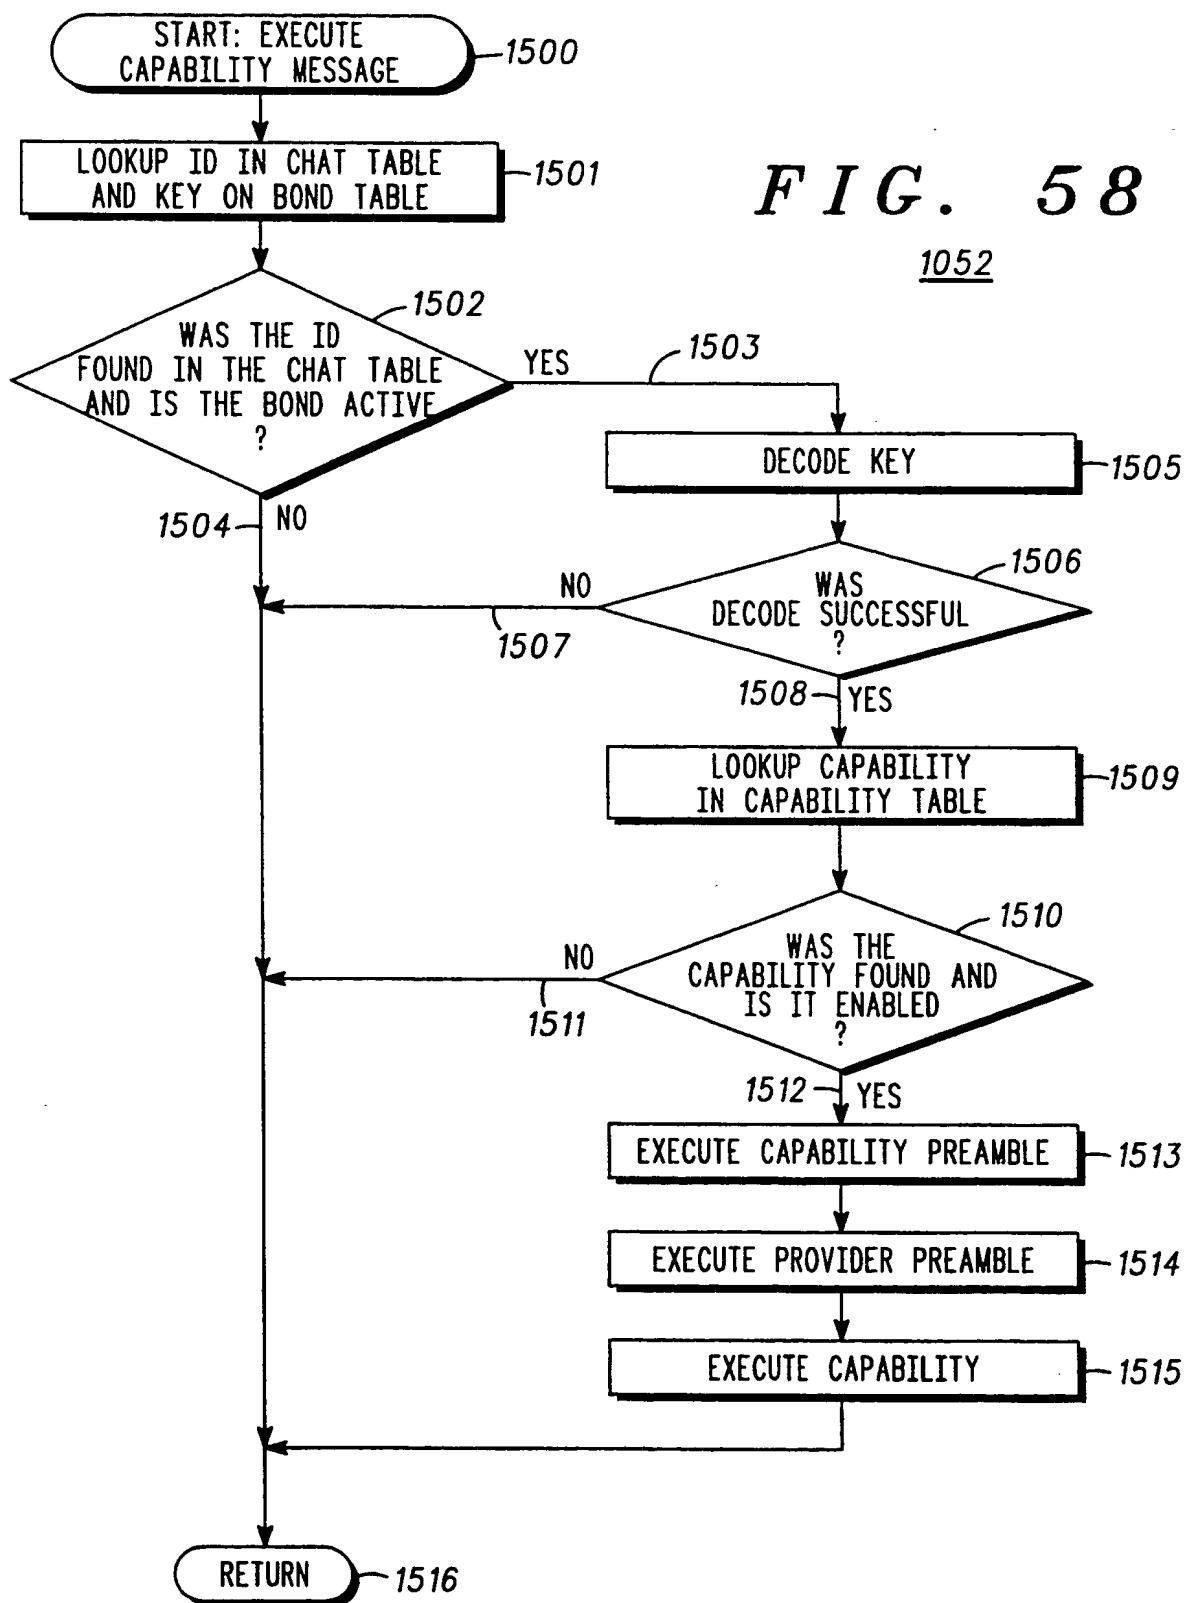 START: EXECUTE
CAPABILITY MESSAGE
1500
LOOKUP ID IN CHAT TABLE
AND KEY ON BOND TABLE
1501
FIG. 58
1052
1502
WAS THE ID
FOUND IN THE CHAT TABLE
AND IS THE BOND ACTIVE
?
YES
1503
DECODE KEY
1505
1504
NO
1506
WAS
DECODE SUCCESSFUL
?
NO
1507
1508
YES
LOOKUP CAPABILITY
IN CAPABILITY TABLE
1509
1510
WAS THE
CAPABILITY FOUND AND
IS IT ENABLED
?
NO
1511
1512
YES
EXECUTE CAPABILITY PREAMBLE
1513
EXECUTE PROVIDER PREAMBLE
1514
EXECUTE CAPABILITY
1515
RETURN
1516